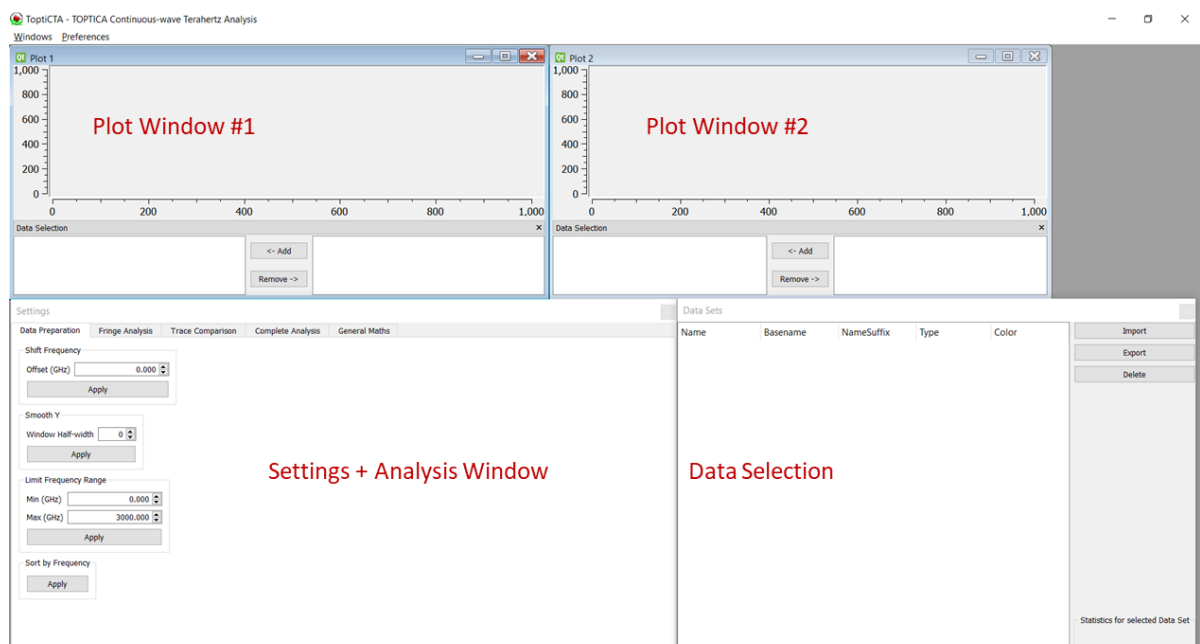 ToptiCTA - TOPTICA Continuous-wave Terahertz Analysis
Windows Preferences
Plot 1
1,000
800
600
400
200
0
0 200 400 600 800 1,000
Plot Window #1
Data Selection
<- Add
Remove ->
Plot 2
1,000
800
600
400
200
0
0 200 400 600 800 1,000
Plot Window #2
Data Selection
<- Add
Remove ->
Settings
Data Preparation Fringe Analysis Trace Comparison Complete Analysis General Maths
Shift Frequency
Offset (GHz) 0.000
Apply
Smooth Y
Window Half-width 0
Apply
Limit Frequency Range
Min (GHz) 0.000
Max (GHz) 3000.000
Apply
Sort by Frequency
Apply
Settings + Analysis Window
Data Sets
Name Basename NameSuffix Type Color
Data Selection
Import
Export
Delete
Statistics for selected Data Set